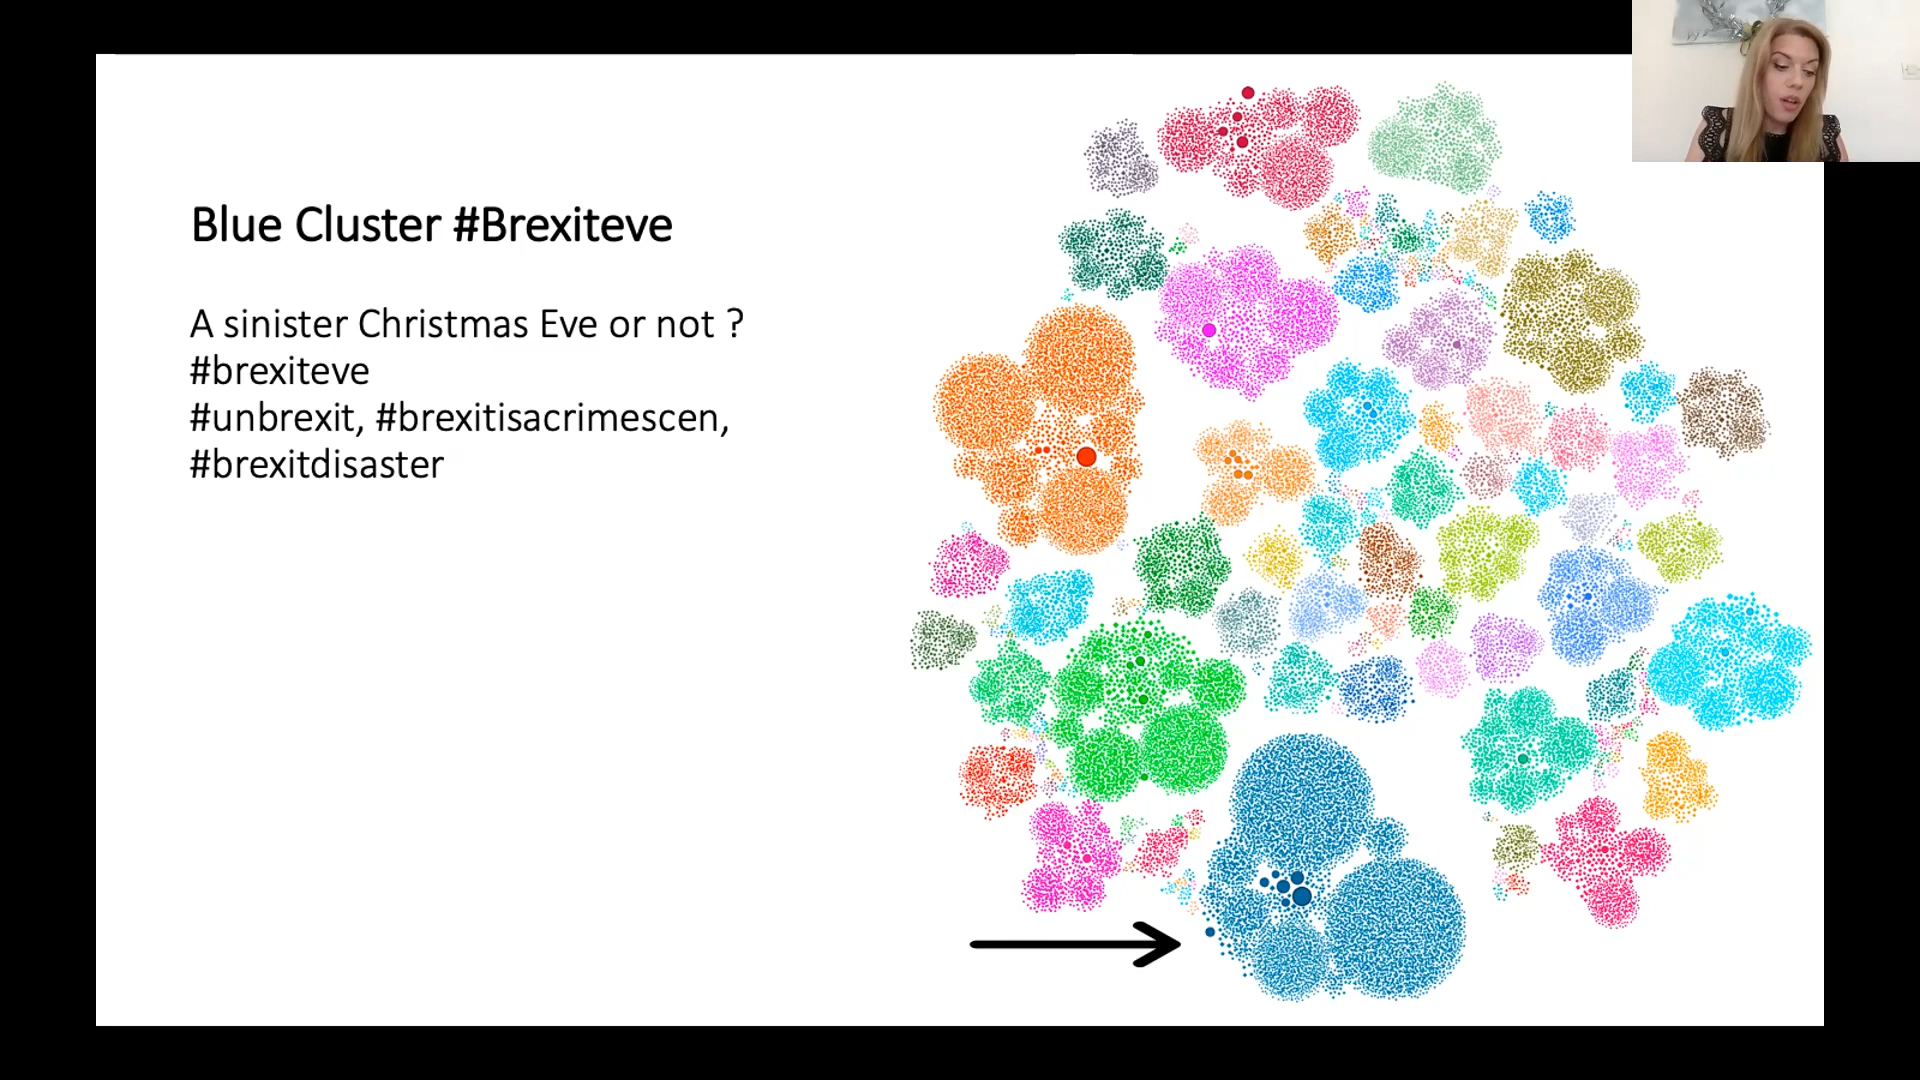 Blue Cluster #Brexiteve
A sinister Christmas Eve or not ?
#brexiteve
#unbrexit, #brexitisacrimescen,
#brexitdisaster